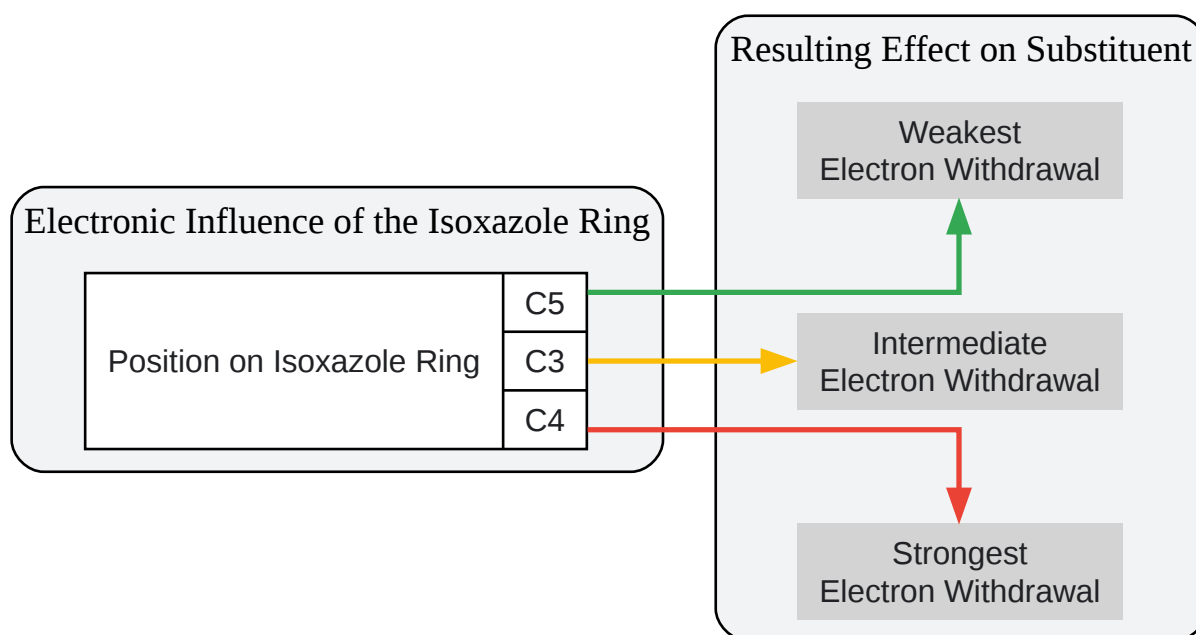 Electronic Influence of the Isoxazole Ring
Position on Isoxazole Ring
C5
C3
C4
Resulting Effect on Substituent
Weakest
Electron Withdrawal
Intermediate
Electron Withdrawal
Strongest
Electron Withdrawal